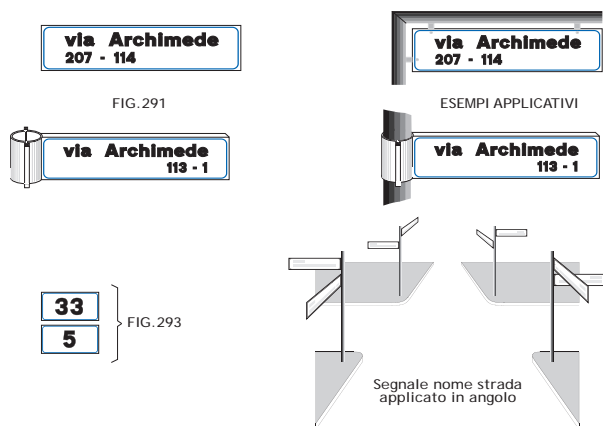 via Archimede
207 - 114
via Archimede
207 - 114
FIG.291
ESEMPI APPLICATIVI
via Archimede
113 - 1
via Archimede
113 - 1
33
5
FIG.293
Segnale nome strada
applicato in angolo